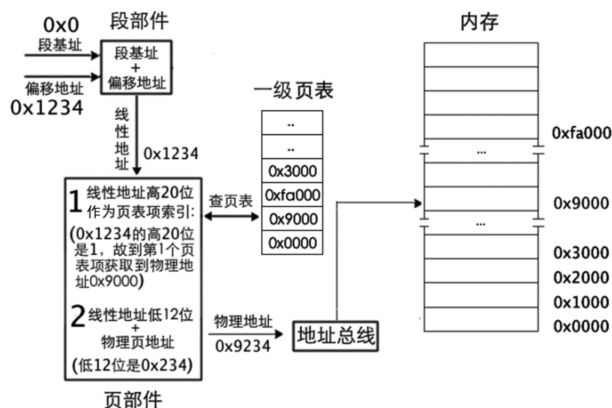 段部件
0x0
段基址
偏移地址
0x1234
段基址
+
偏移地址
线性地址
0x1234
1 线性地址高20位
作为页表项索引:
(0x1234的高20位
是1，故到第1个页
表项获取到物理地
址0x9000)
2 线性地址低12位
+
物理页地址
(低12位是0x234)
页部件
查页表
一级页表
..
..
0x3000
0xfa000
0x9000
0x0000
物理地址
0x9234
地址总线
内存
...
...
0xfa000
0x9000
0x3000
0x2000
0x1000
0x0000